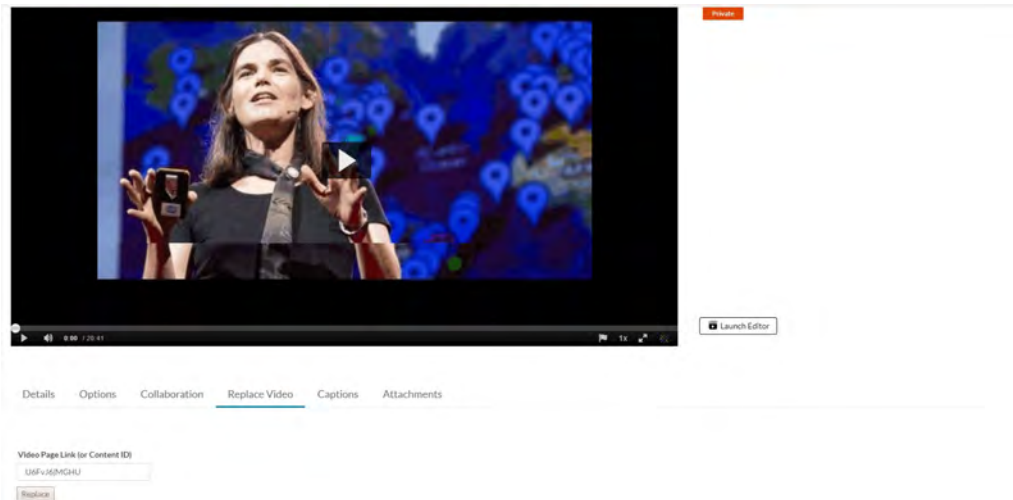 Private
0:00 / 20:41
1x
Launch Editor
Details Options Collaboration Replace Video Captions Attachments
Video Page Link (or Content ID)
Replace